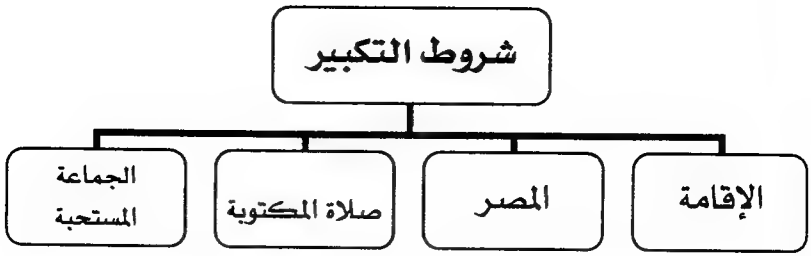 شروط التكبير
الإقامة
المصر
صلاة المكتوبة
الجماعة
المستحبة